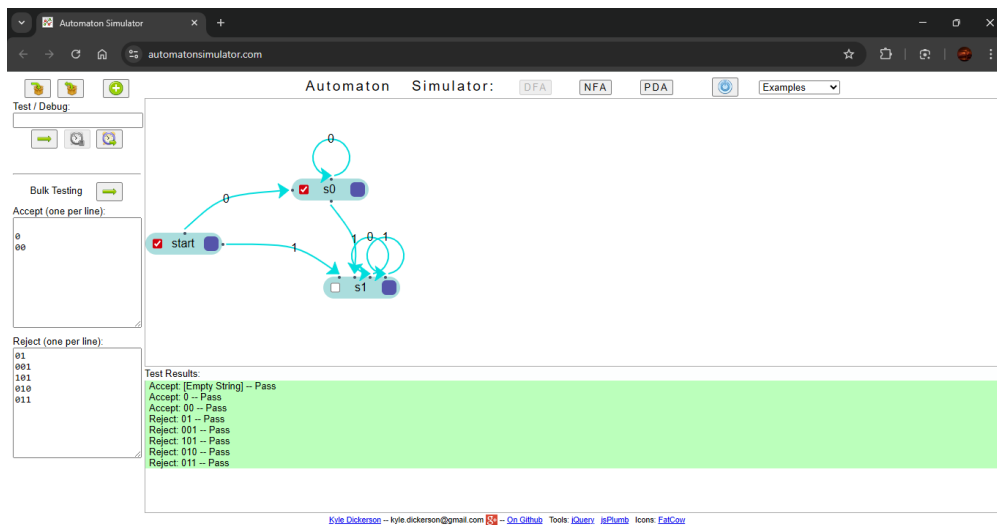 Automaton Simulator
automatonsimulator.com
Automaton Simulator: DFA NFA PDA Examples
Test / Debug:
Bulk Testing
Accept (one per line):
0
00
Reject (one per line):
01
001
101
010
011
0
s0
0
start
1
1 0 1
s1
Test Results:
Accept: [Empty String] -- Pass
Accept: 0 -- Pass
Accept: 00 -- Pass
Reject: 01 -- Pass
Reject: 001 -- Pass
Reject: 101 -- Pass
Reject: 010 -- Pass
Reject: 011 -- Pass
Kyle Dickerson -- kyle.dickerson@gmail.com g+ -- On Github Tools: jQuery jsPlumb Icons: FatCow